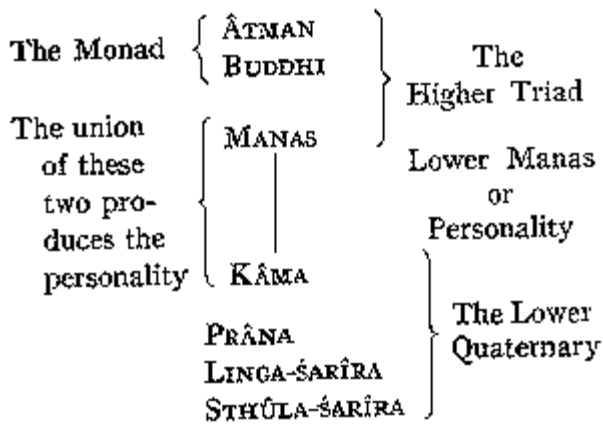 The Monad
ÂTMAN
BUDDHI
The
Higher Triad
The union
of these
two pro-
duces the
personality
MANAS
Lower Manas
or
Personality
KÂMA
PRÂNA
LINGA-ŚARÎRA
STHÛLA-ŚARÎRA
The Lower
Quaternary